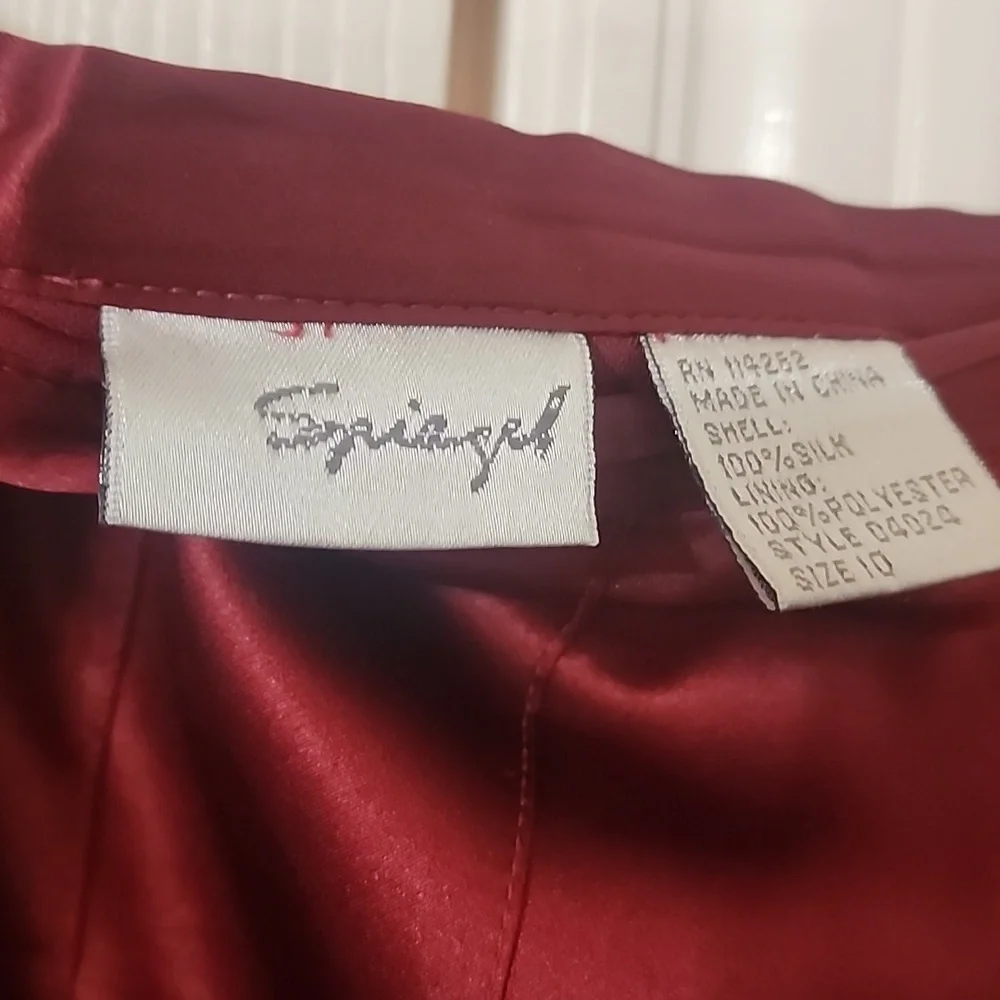 Spiegel
RN 114262
MADE IN CHINA
SHELL:
100%SILK
LINING:
100%POLYESTER
STYLE 04024
SIZE 10